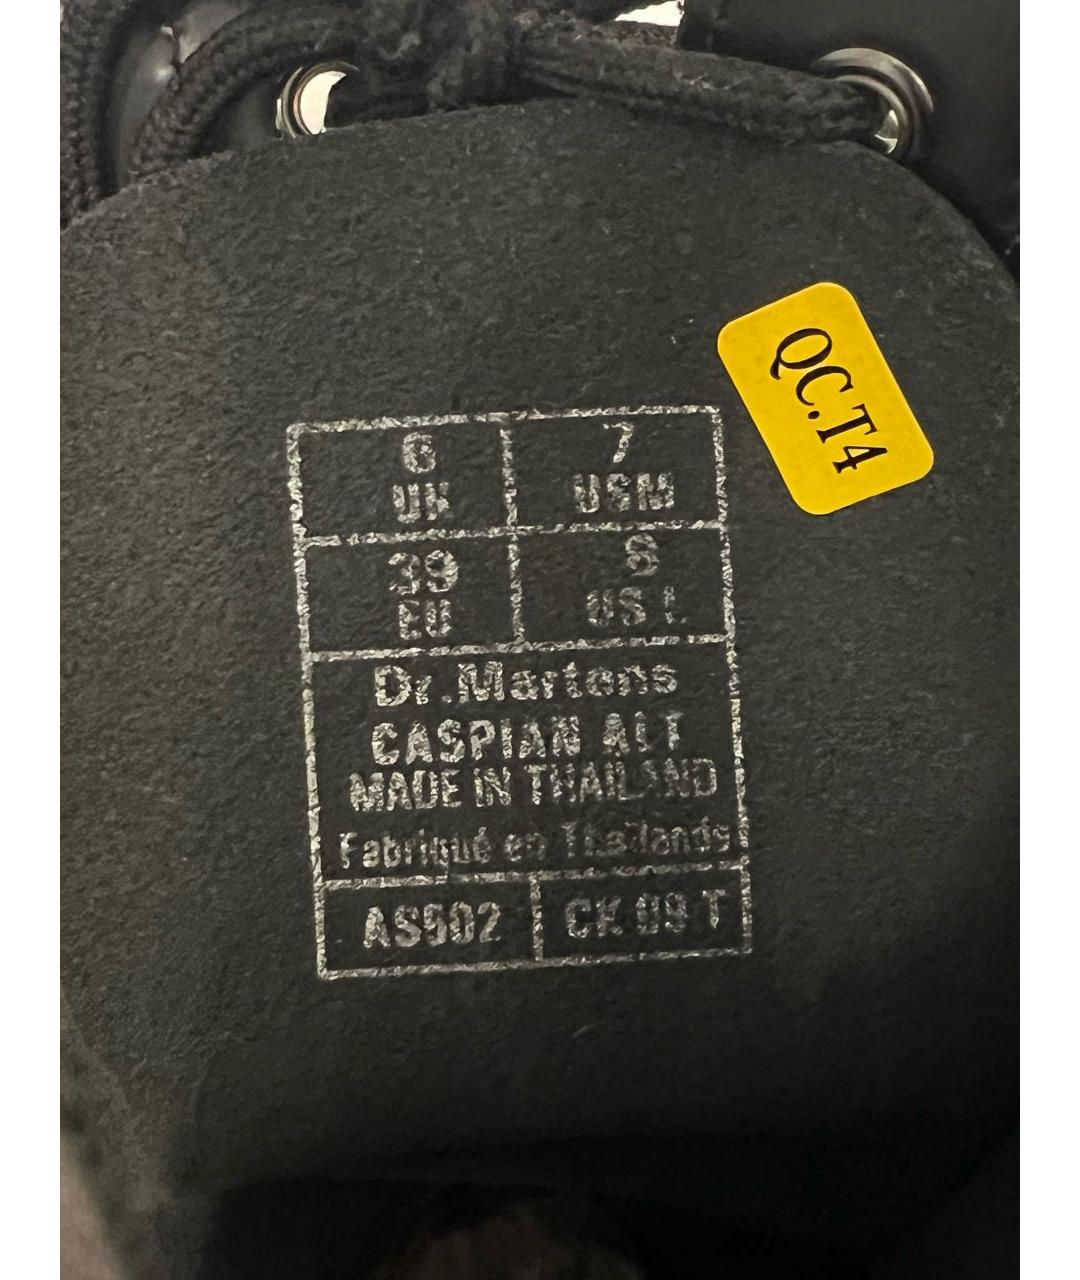 QC.T4
6 7
UK USM
39 8
EU US L
Dr.Martens
CASPIAN ALT
MADE IN THAILAND
Fabriqué en Thaïlande
AS502 CK 09 T